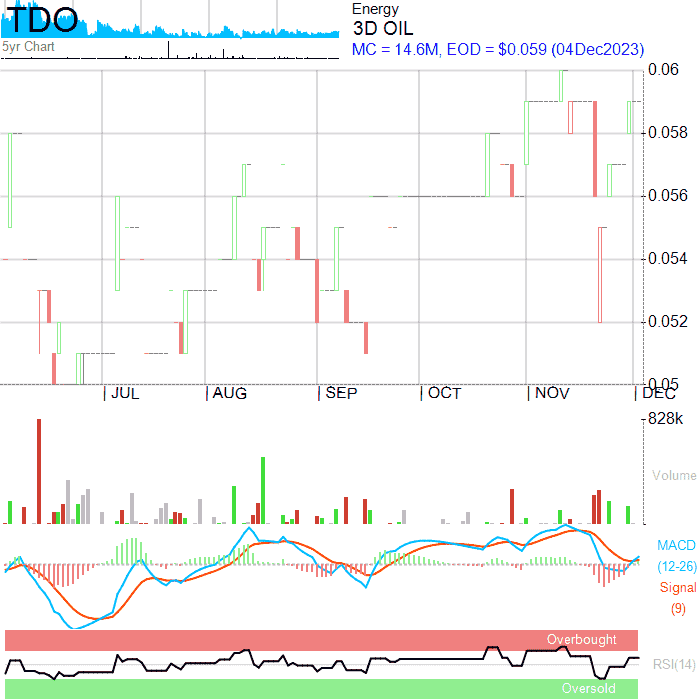 TDO
5yr Chart
Energy
3D OIL
MC = 14.6M, EOD = $0.059 (04Dec2023)
0.06
0.058
0.056
0.054
0.052
0.05
JUL AUG SEP OCT NOV DEC
828k
Volume
MACD
(12-26)
Signal
(9)
Overbought
RSI(14)
Oversold